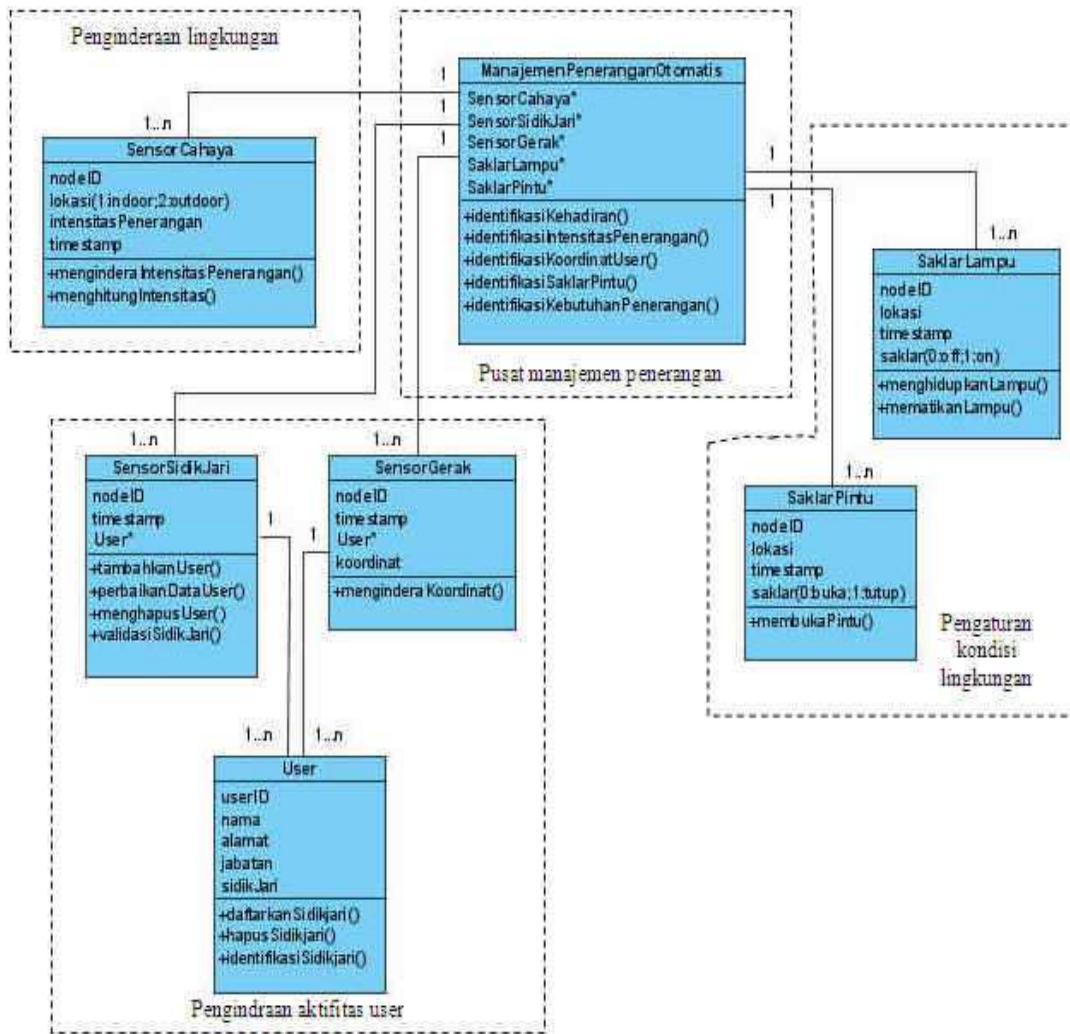 Penginderaan lingkungan
1
1...n
SensorCahaya
nodeID
lokasi(1:indoor;2:outdoor)
intensitasPenerangan
timestamp
+mengindera IntensitasPenerangan()
+menghitungIntensitas()
ManajemenPeneranganOtomatis
SensorCahaya*
SensorSidikJari*
SensorGerak*
SaklarLampu*
SaklarPintu*
+identifikasiKehadiran()
+identifikasiIntensitasPenerangan()
+identifikasiKoordinatUser()
+identifikasiSaklarPintu()
+identifikasiKebutuhanPenerangan()
Pusat manajemen penerangan
1
1
1
1
1...n
SaklarLampu
nodeID
lokasi
timestamp
saklar(0:off;1:on)
+menghidupkanLampu()
+mematikanLampu()
1...n
SaklarPintu
nodeID
lokasi
timestamp
saklar(0:buka;1:tutup)
+membukaPintu()
Pengaturan
kondisi
lingkungan
1...n
SensorSidikJari
nodeID
timestamp
User*
+tambahkanUser()
+perbaikanDataUser()
+menghapusUser()
+validasiSidikJari()
1
1...n
SensorGerak
nodeID
timestamp
User*
koordinat
+mengindera Koordinat()
1
1...n
1...n
User
userID
nama
alamat
jabatan
sidikJari
+daftarkanSidikjari()
+hapusSidikjari()
+identifikasiSidikjari()
Pengindraan aktifitas user